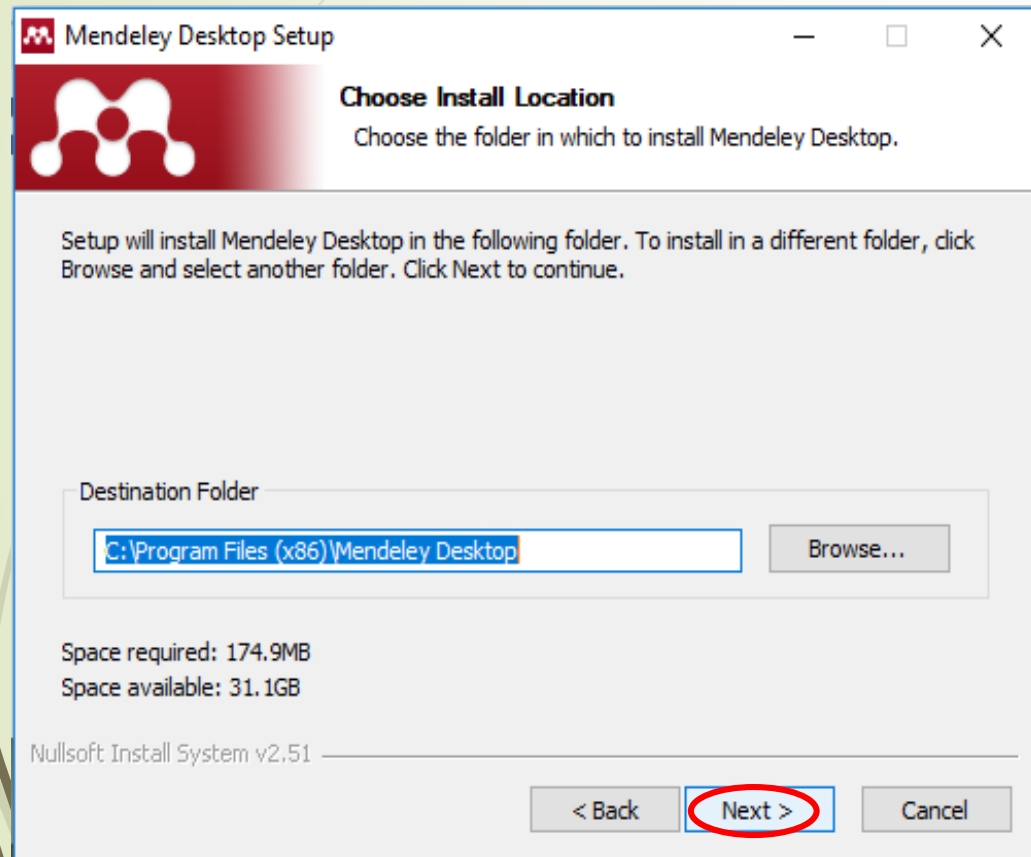 Mendeley Desktop Setup
Choose Install Location
Choose the folder in which to install Mendeley Desktop.
Setup will install Mendeley Desktop in the following folder. To install in a different folder, click
Browse and select another folder. Click Next to continue.
Destination Folder
C:\Program Files (x86)\Mendeley Desktop
Browse...
Space required: 174.9MB
Space available: 31.1GB
Nullsoft Install System v2.51
< Back
Next >
Cancel